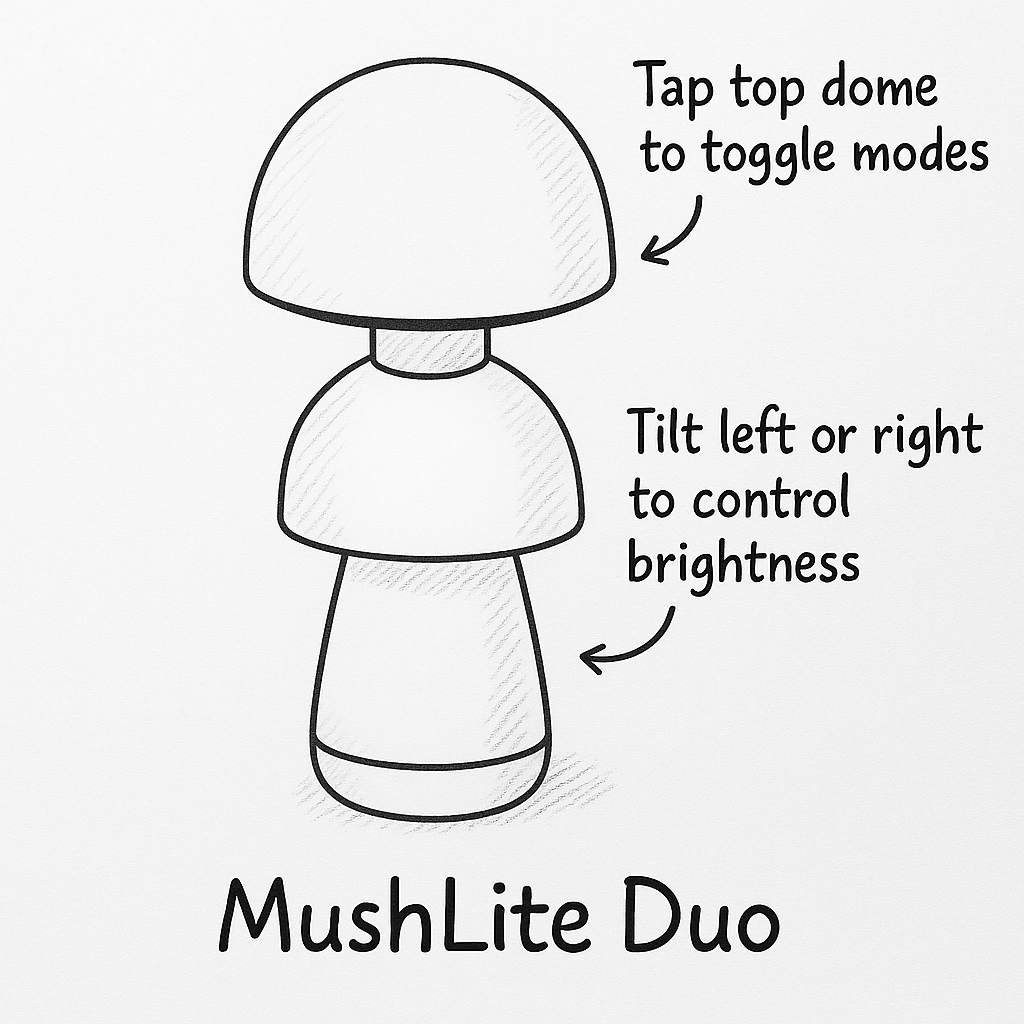 Tap top dome
to toggle modes
Tilt left or right
to control
brightness
MushLite Duo